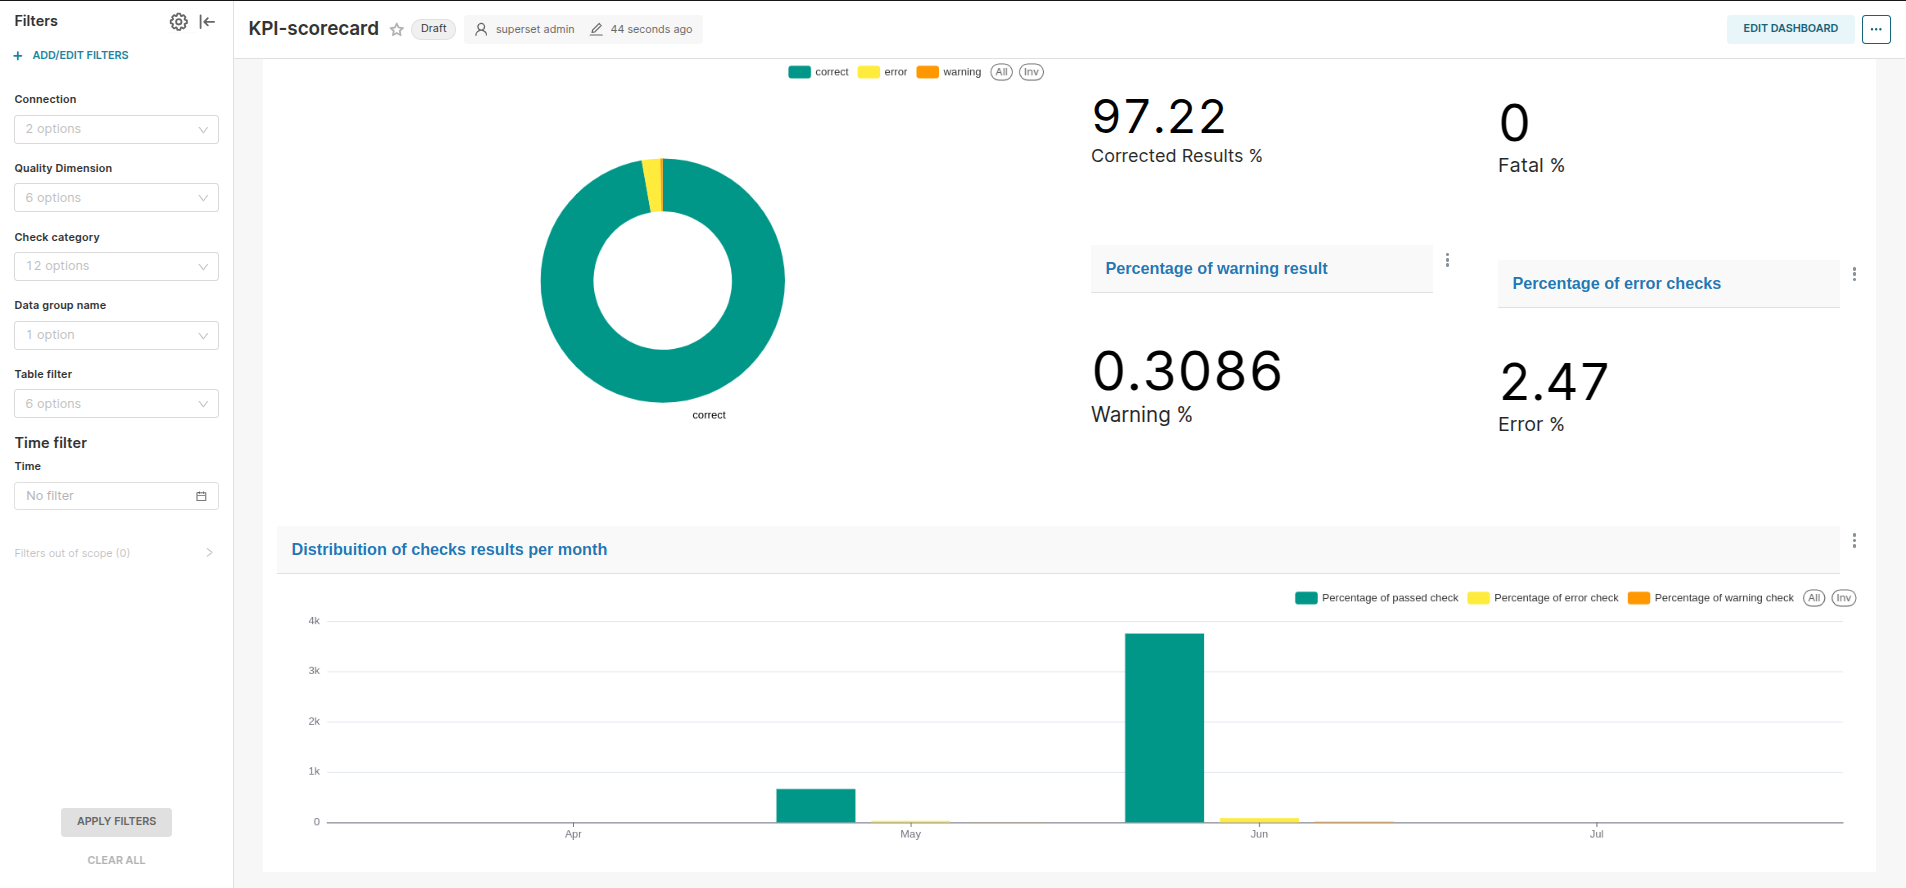 Filters
ADD/EDIT FILTERS
Connection
2 options
Quality Dimension
6 options
Check category
12 options
Data group name
1 option
Table filter
6 options
Time filter
Time
No filter
Filters out of scope (0)
APPLY FILTERS
CLEAR ALL
KPI-scorecard
Draft
superset admin
44 seconds ago
EDIT DASHBOARD
correct error warning All Inv
correct
97.22
Corrected Results %
0
Fatal %
Percentage of warning result
Percentage of error checks
0.3086
Warning %
2.47
Error %
Distribuition of checks results per month
Percentage of passed check Percentage of error check Percentage of warning check All Inv
4k
3k
2k
1k
0
Apr May Jun Jul